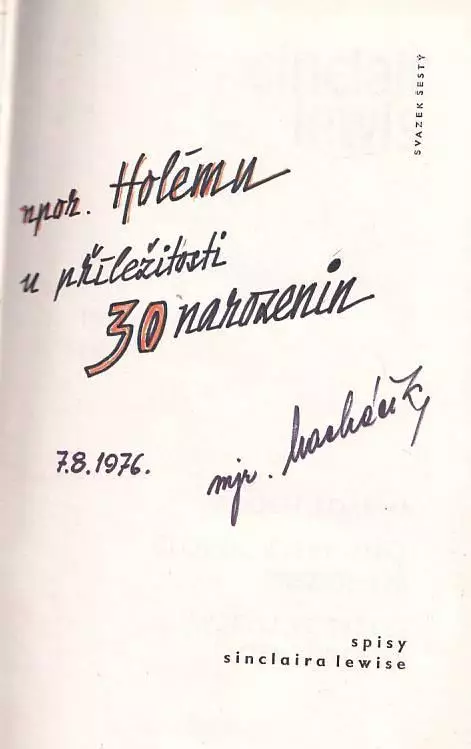 SVAZEK ŠESTÝ
npor. Holému
u příležitosti
30 narozenin
7.8.1976.
mjr.
spisy
sinclaira lewise